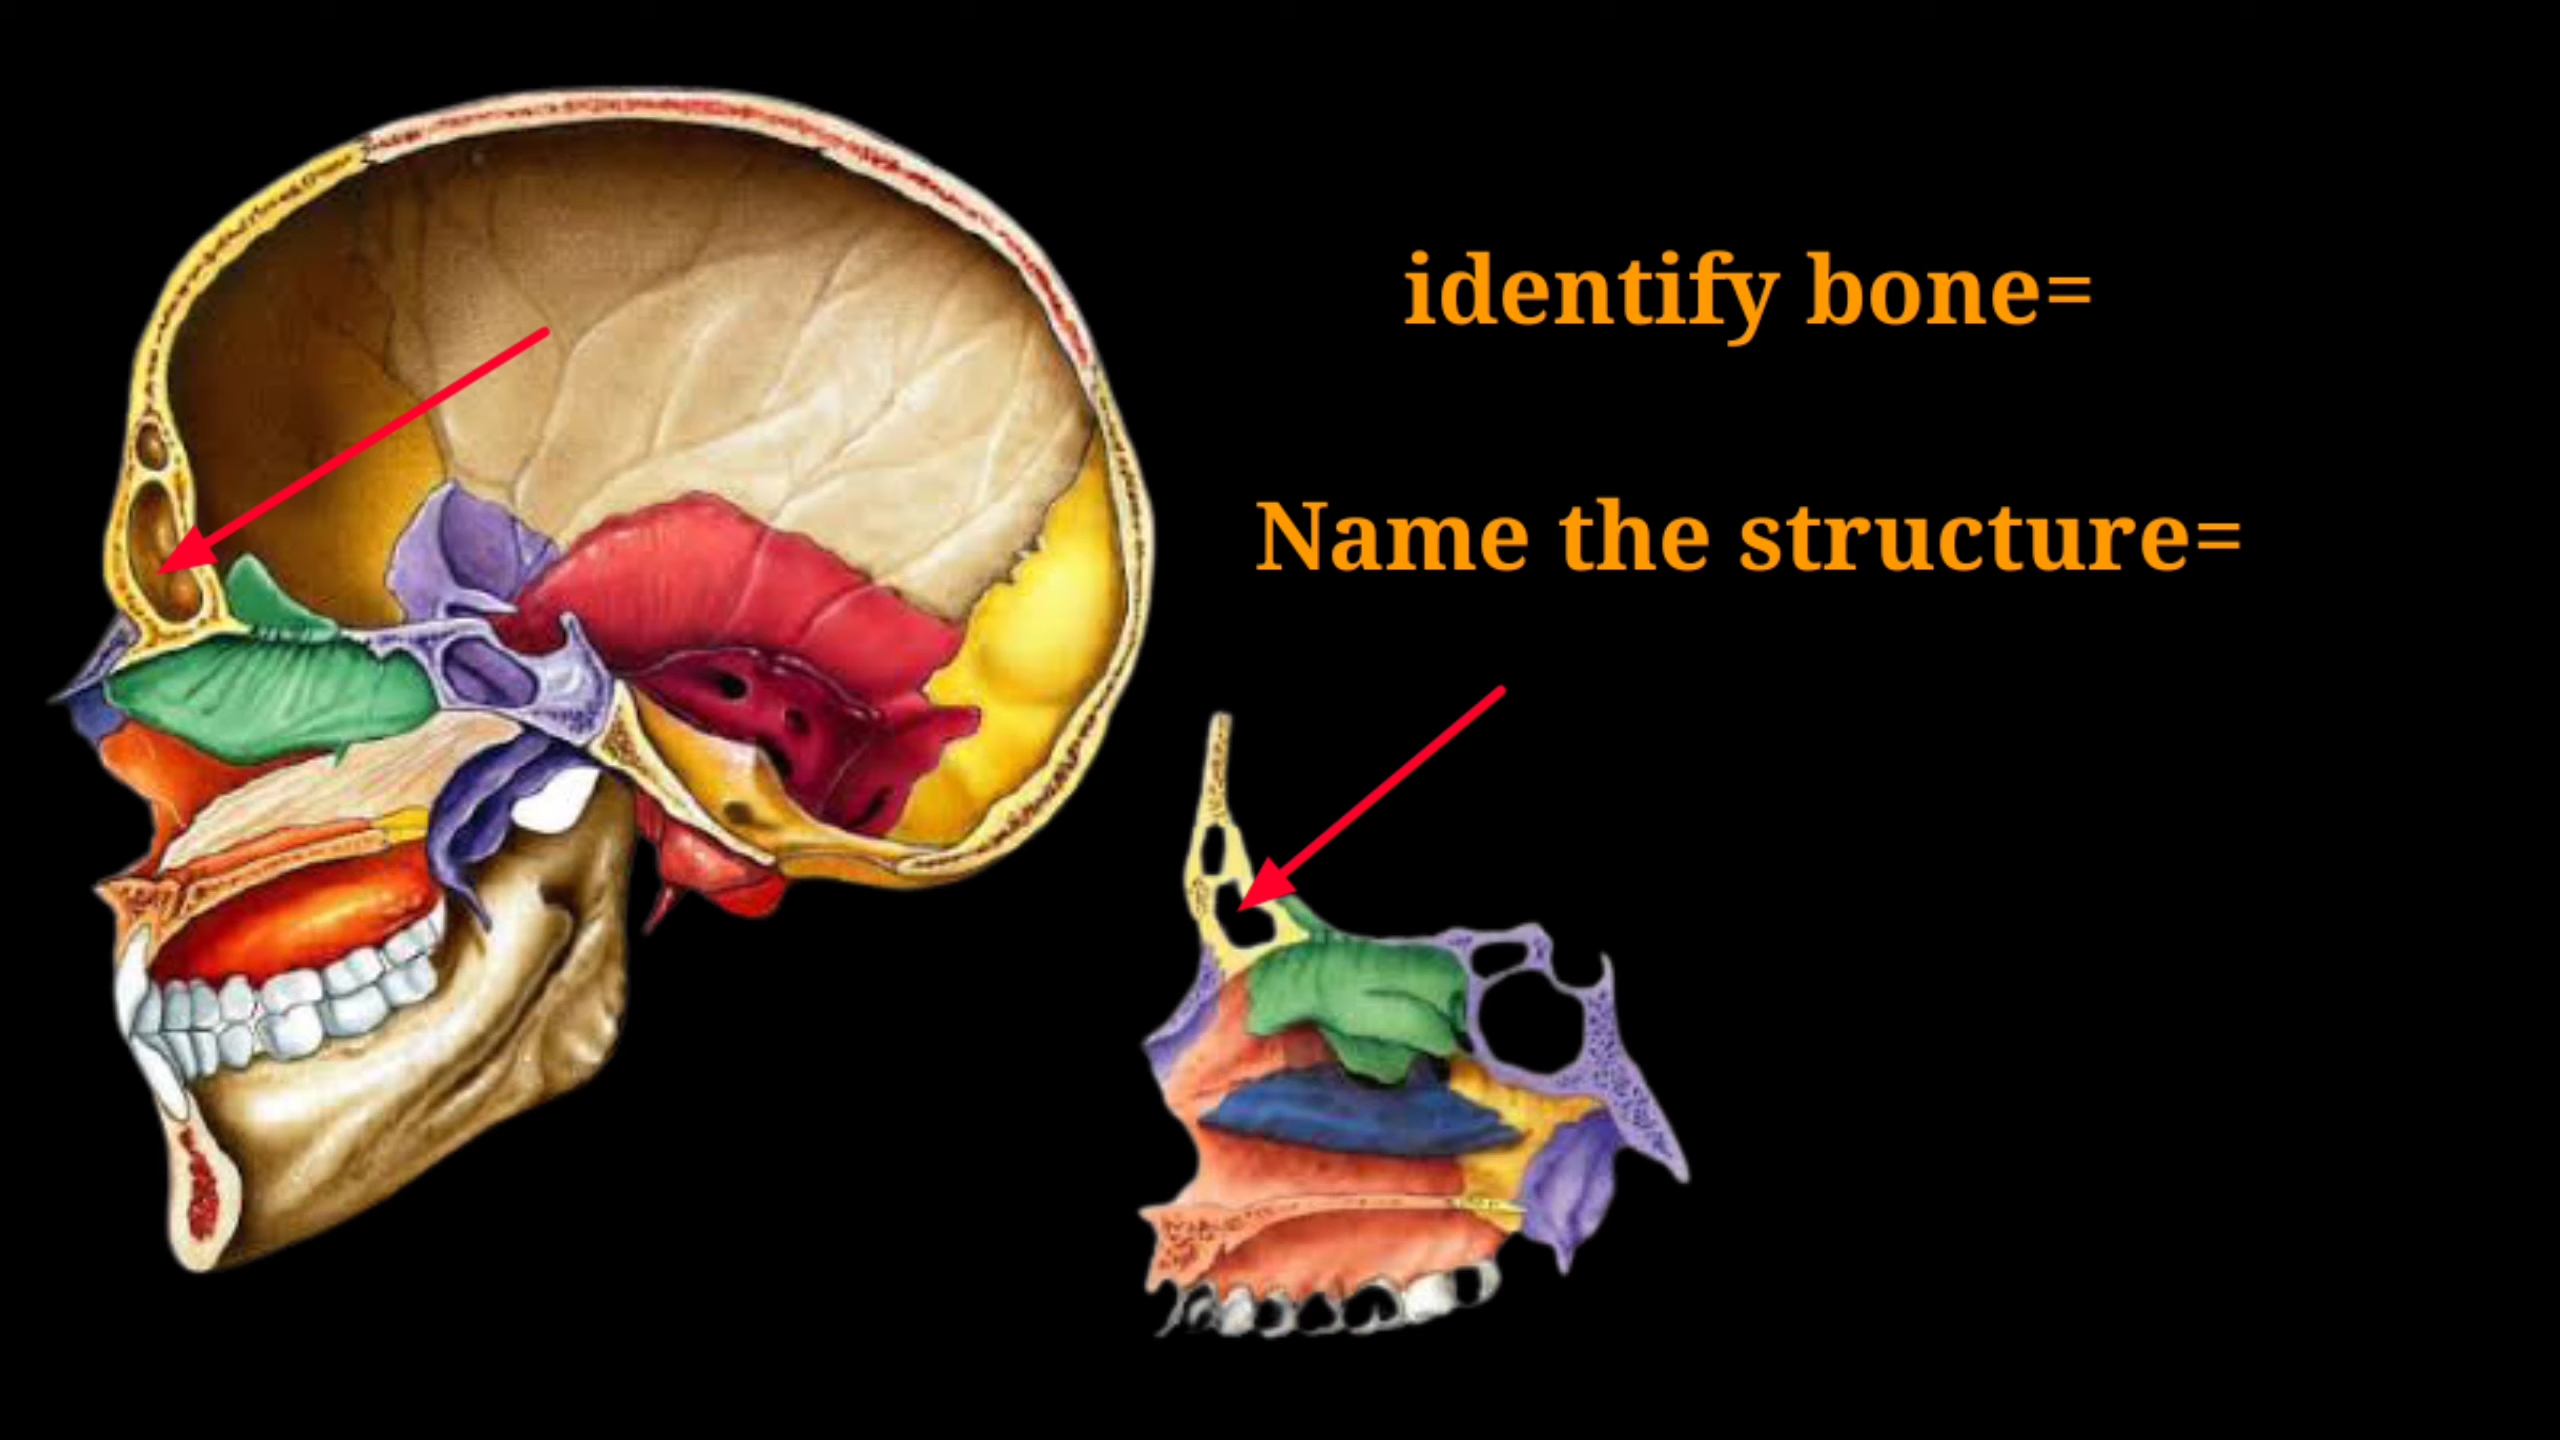 identify bone=
Name the structure=